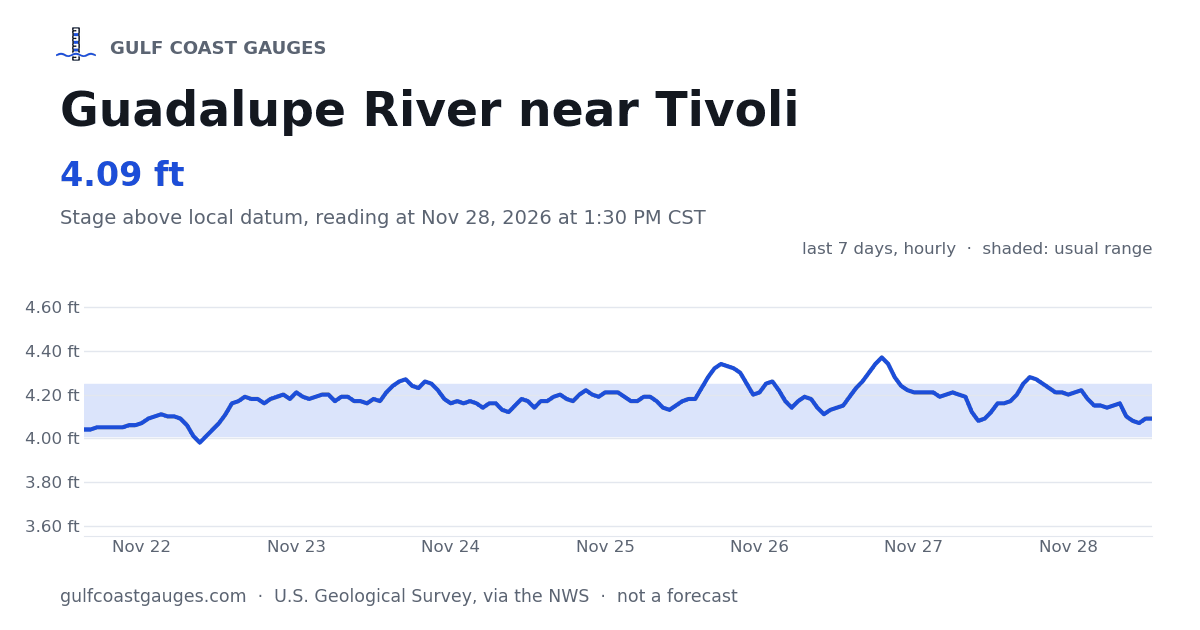 GULF COAST GAUGES
Guadalupe River near Tivoli
4.09 ft
Stage above local datum, reading at Nov 28, 2026 at 1:30 PM CST
last 7 days, hourly · shaded: usual range
4.60 ft
4.40 ft
4.20 ft
4.00 ft
3.80 ft
3.60 ft
Nov 22 Nov 23 Nov 24 Nov 25 Nov 26 Nov 27 Nov 28
gulfcoastgauges.com · U.S. Geological Survey, via the NWS · not a forecast